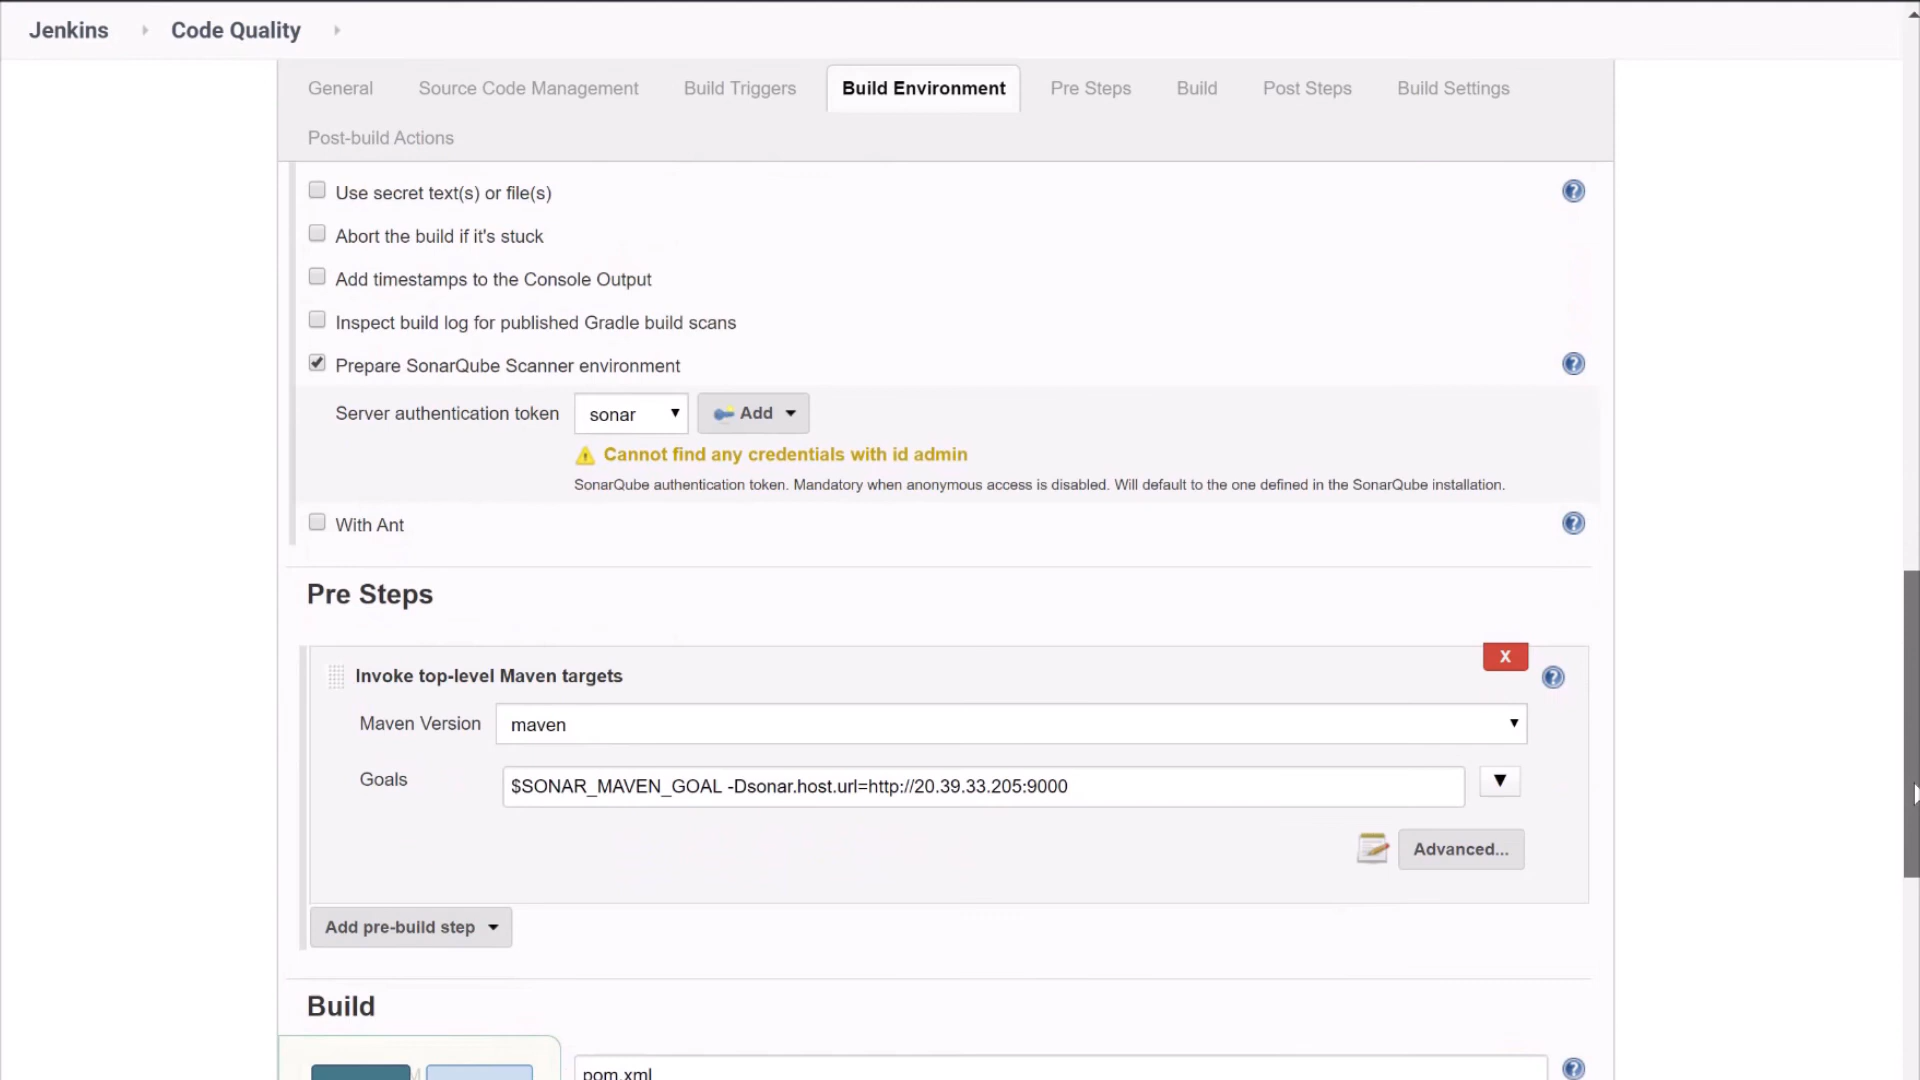 Jenkins
Code Quality
General
Source Code Management
Build Triggers
Build Environment
Pre Steps
Build
Post Steps
Build Settings
Post-build Actions
Use secret text(s) or file(s)
Abort the build if it's stuck
Add timestamps to the Console Output
Inspect build log for published Gradle build scans
Prepare SonarQube Scanner environment
Server authentication token
sonar
Add
Cannot find any credentials with id admin
SonarQube authentication token. Mandatory when anonymous access is disabled. Will default to the one defined in the SonarQube installation.
With Ant
Pre Steps
X
Invoke top-level Maven targets
Maven Version
maven
Goals
$SONAR_MAVEN_GOAL -Dsonar.host.url=http://20.39.33.205:9000
Advanced...
Add pre-build step
Build
pom.xml